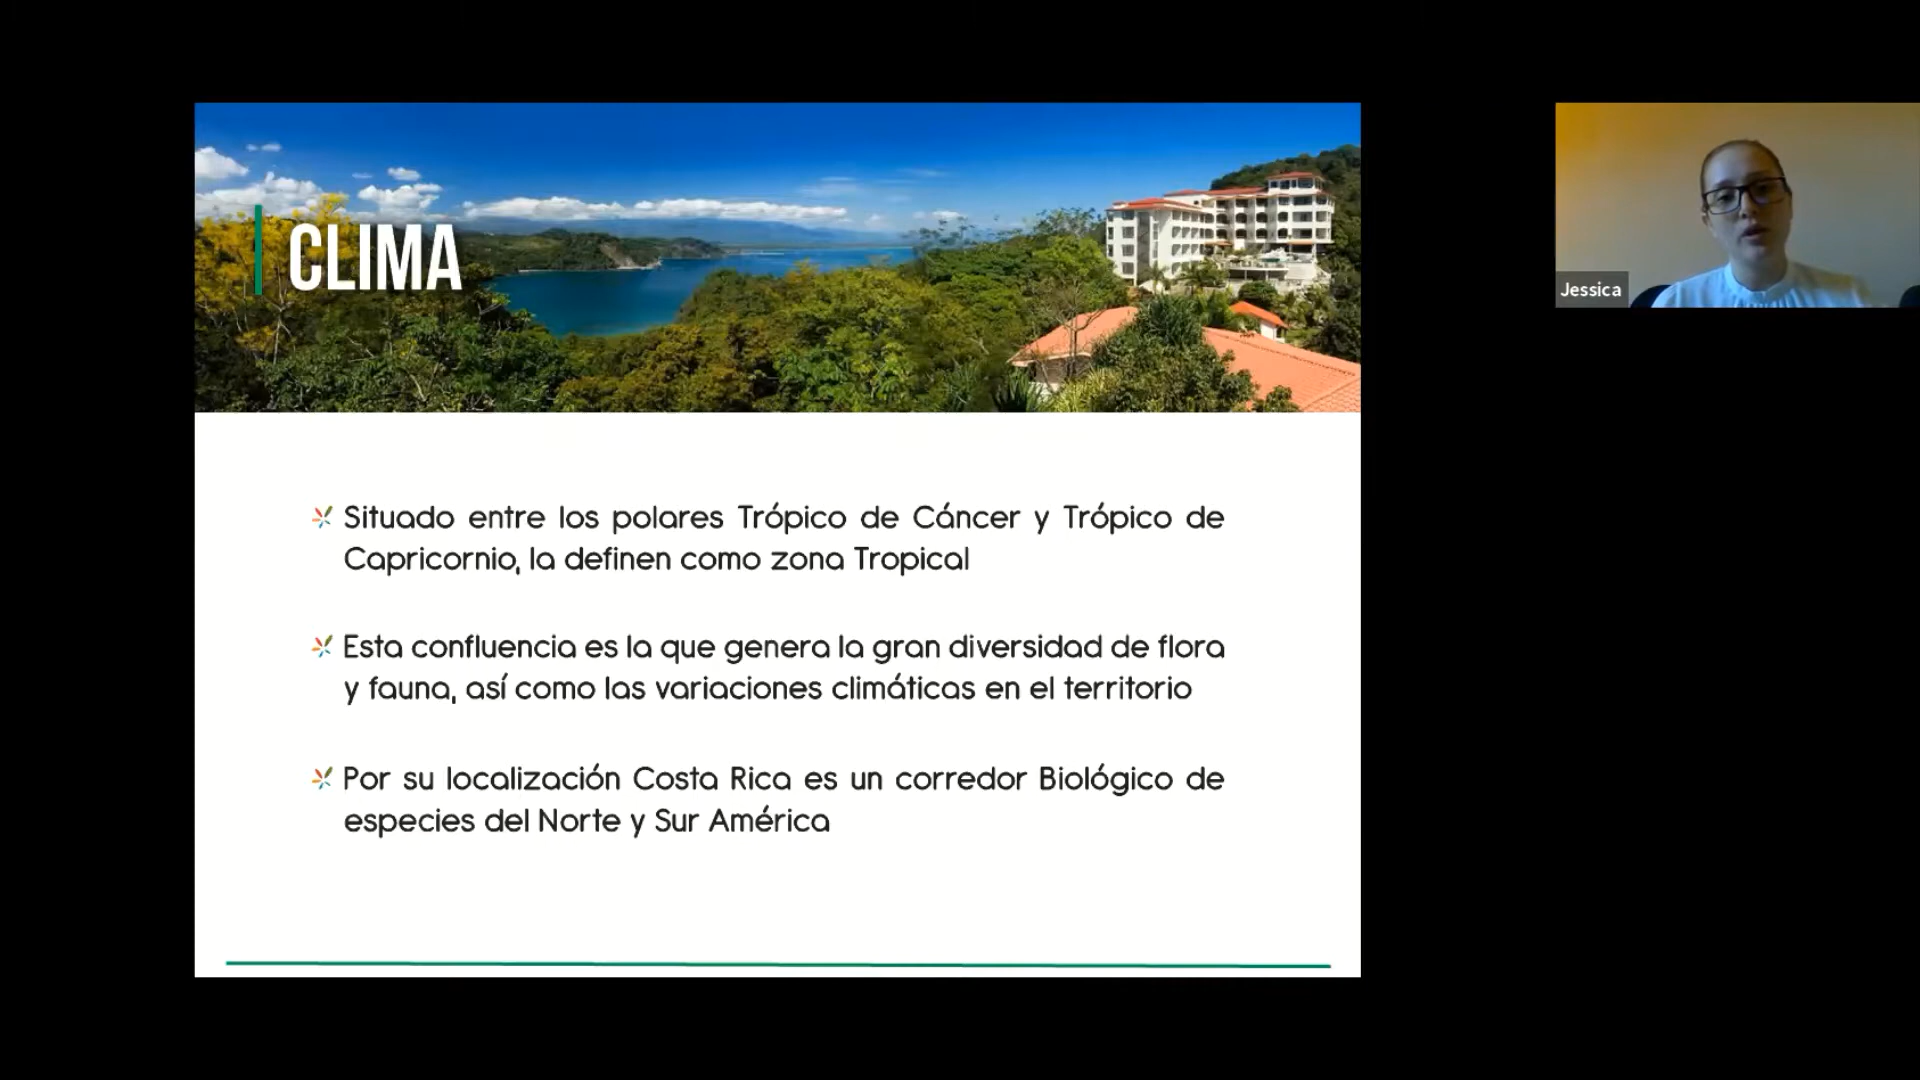 CLIMA
Jessica
Situado entre los polares Trópico de Cáncer y Trópico de
Capricornio, la definen como zona Tropical
Esta confluencia es la que genera la gran diversidad de flora
y fauna, así como las variaciones climáticas en el territorio
Por su localización Costa Rica es un corredor Biológico de
especies del Norte y Sur América